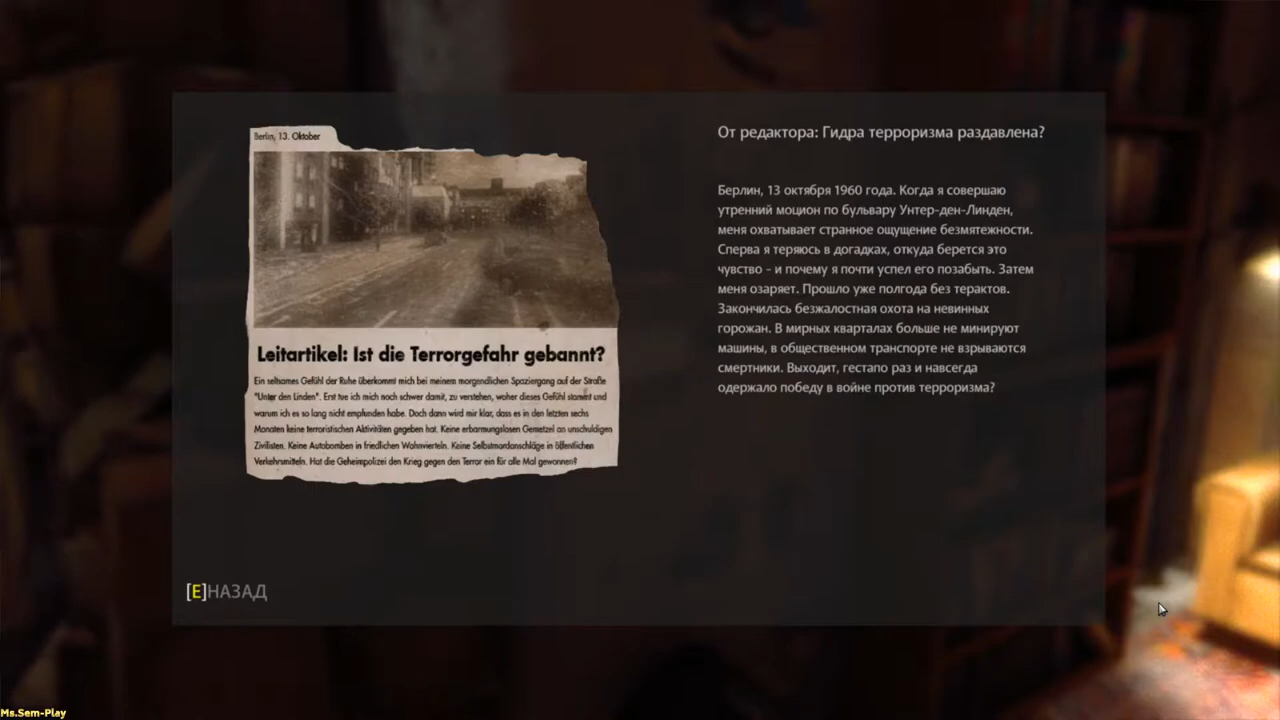 Berlin, 13. Oktober
Leitartikel: Ist die Terrorgefahr gebannt?
Ein seltsames Gefühl der Ruhe überkommt mich bei meinem morgendlichen Spaziergang auf der Straße
"Unter den Linden". Erst tue ich mich noch schwer damit, zu verstehen, woher dieses Gefühl stammt und
warum ich es so lang nicht empfunden habe. Doch dann wird mir klar, dass es in den letzten sechs
Monaten keine terroristischen Aktivitäten gegeben hat. Keine erbarmungslosen Gemetzel an unschuldigen
Zivilisten. Keine Autobomben in friedlichen Wohnvierteln. Keine Selbstmordanschläge in öffentlichen
Verkehrsmitteln. Hat die Geheimpolizei den Krieg gegen den Terror ein für alle Mal gewonnen?
От редактора: Гидра терроризма раздавлена?
Берлин, 13 октября 1960 года. Когда я совершаю
утренний моцион по бульвару Унтер-ден-Линден,
меня охватывает странное ощущение безмятежности.
Сперва я теряюсь в догадках, откуда берется это
чувство - и почему я почти успел его позабыть. Затем
меня озаряет. Прошло уже полгода без терактов.
Закончилась безжалостная охота на невинных
горожан. В мирных кварталах больше не минируют
машины, в общественном транспорте не взрываются
смертники. Выходит, гестапо раз и навсегда
одержало победу в войне против терроризма?
[E]НАЗАД
Ms.Sem-Play